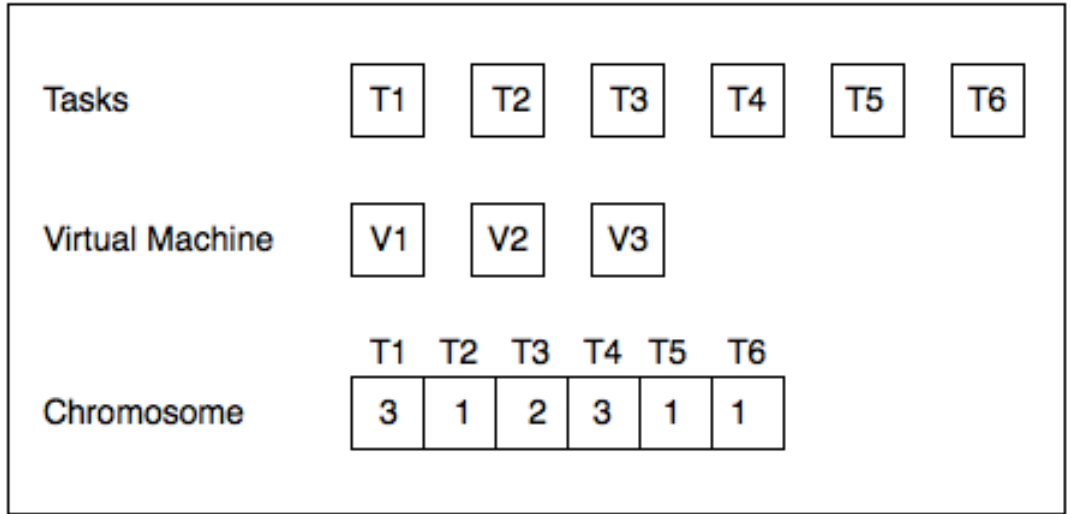 Tasks T1 T2 T3 T4 T5 T6
Virtual Machine V1 V2 V3
T1 T2 T3 T4 T5 T6
Chromosome 3 1 2 3 1 1